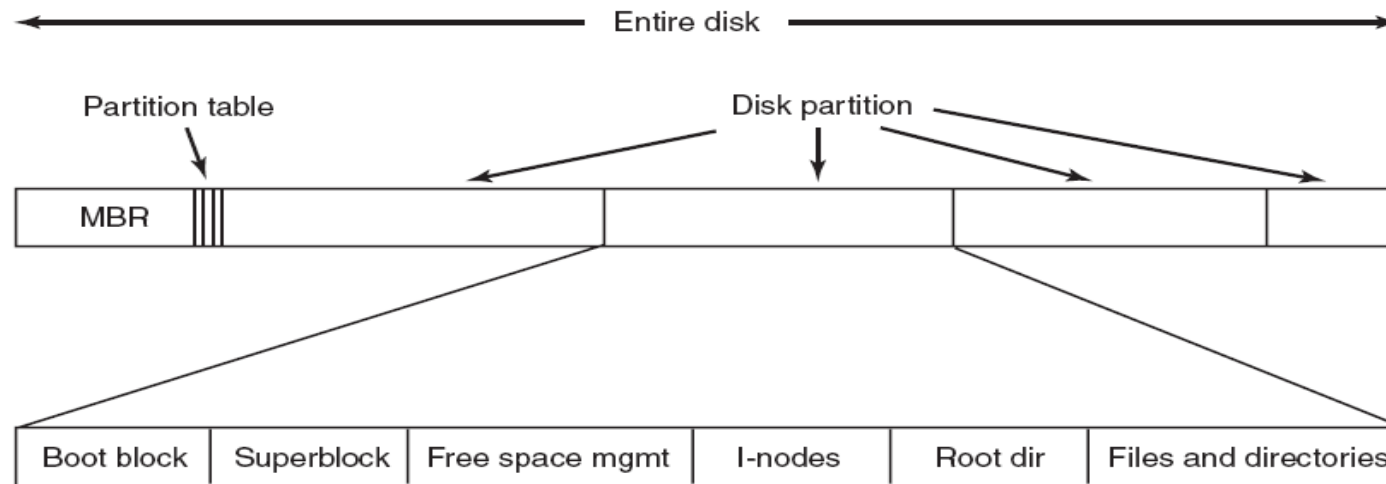 Entire disk
Partition table
Disk partition
MBR
Boot block
Superblock
Free space mgmt
I-nodes
Root dir
Files and directories